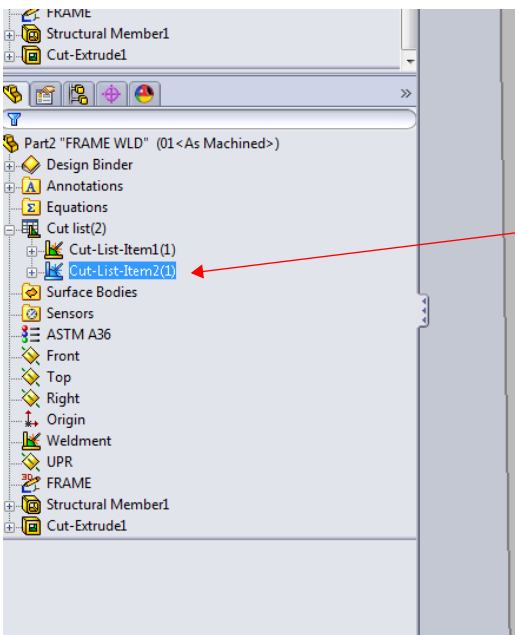 FRAME
Structural Member1
Cut-Extrude1
»
Part2 "FRAME WLD" (01<As Machined>)
Design Binder
A Annotations
Σ Equations
Cut list(2)
Cut-List-Item1(1)
Cut-List-Item2(1)
Surface Bodies
Sensors
ASTM A36
Front
Top
Right
Origin
Weldment
UPR
3D FRAME
Structural Member1
Cut-Extrude1